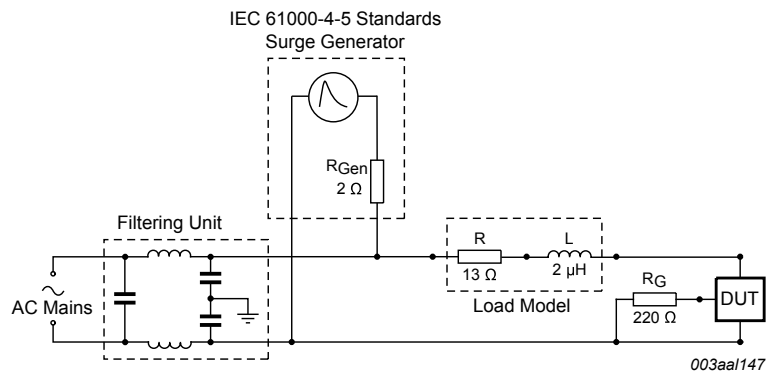 IEC 61000-4-5 Standards
Surge Generator
RGen
2 Ω
Filtering Unit
AC Mains
R
13 Ω
L
2 μH
Load Model
RG
220 Ω
DUT
003aal147